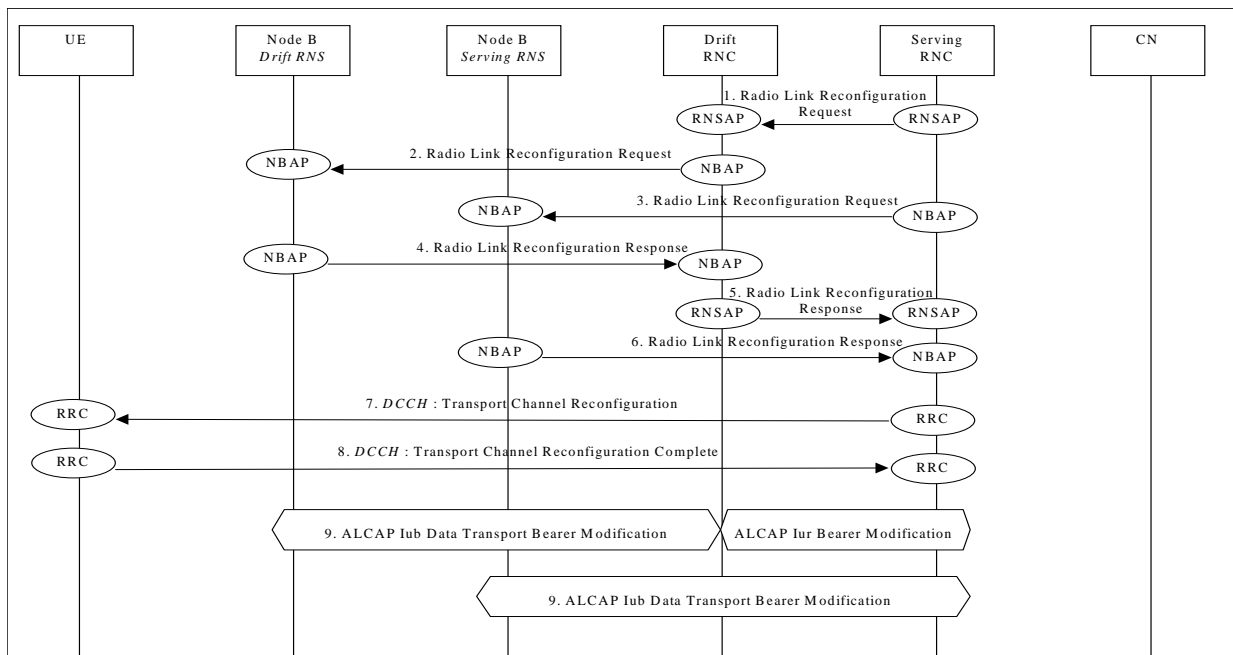 UE
Node B
Drift RNS
Node B
Serving RNS
Drift
RNC
Serving
RNC
CN
1. Radio Link Reconfiguration
Request
RNSAP
RNSAP
2. Radio Link Reconfiguration Request
NBAP
NBAP
3. Radio Link Reconfiguration Request
NBAP
NBAP
4. Radio Link Reconfiguration Response
NBAP
NBAP
5. Radio Link Reconfiguration
Response
RNSAP
RNSAP
6. Radio Link Reconfiguration Response
NBAP
NBAP
7. DCCH : Transport Channel Reconfiguration
RRC
RRC
8. DCCH : Transport Channel Reconfiguration Complete
RRC
RRC
9. ALCAP Iub Data Transport Bearer Modification
ALCAP Iur Bearer Modification
9. ALCAP Iub Data Transport Bearer Modification